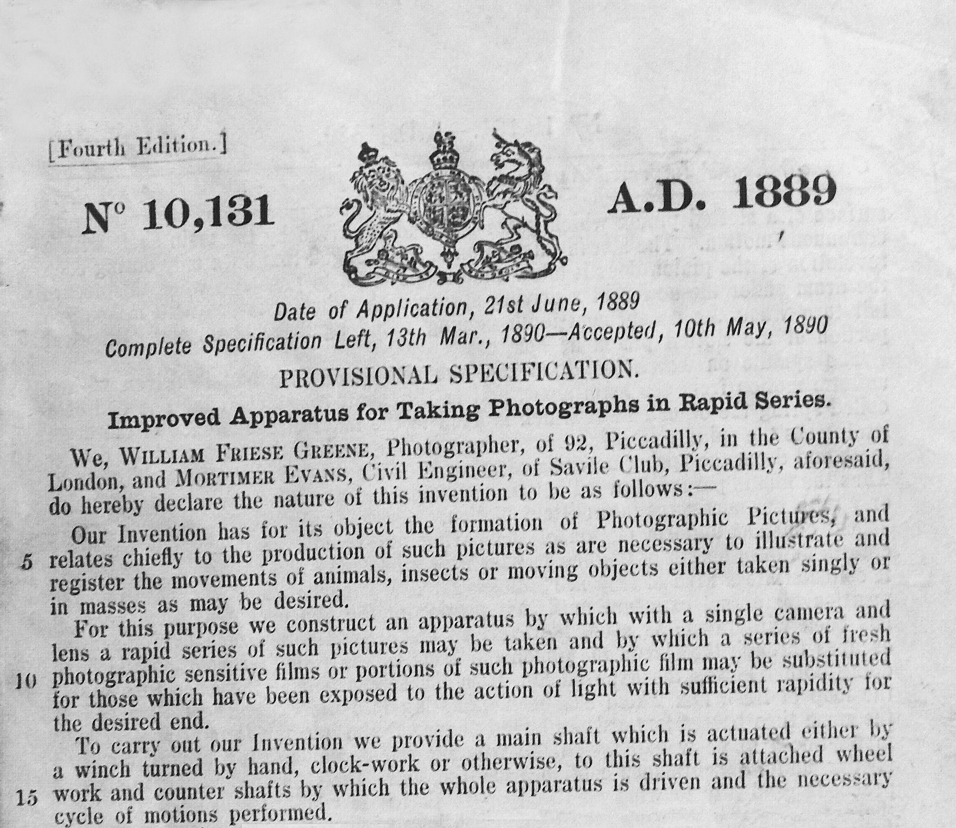 [Fourth Edition.]
Nº 10,131 A.D. 1889
Date of Application, 21st June, 1889
Complete Specification Left, 13th Mar., 1890—Accepted, 10th May, 1890
PROVISIONAL SPECIFICATION.
Improved Apparatus for Taking Photographs in Rapid Series.
We, WILLIAM FRIESE GREENE, Photographer, of 92, Piccadilly, in the County of
London, and MORTIMER EVANS, Civil Engineer, of Savile Club, Piccadilly, aforesaid,
do hereby declare the nature of this invention to be as follows:—
Our Invention has for its object the formation of Photographic Pictures, and
5 relates chiefly to the production of such pictures as are necessary to illustrate and
register the movements of animals, insects or moving objects either taken singly or
in masses as may be desired.
For this purpose we construct an apparatus by which with a single camera and
lens a rapid series of such pictures may be taken and by which a series of fresh
10 photographic sensitive films or portions of such photographic film may be substituted
for those which have been exposed to the action of light with sufficient rapidity for
the desired end.
To carry out our Invention we provide a main shaft which is actuated either by
a winch turned by hand, clock-work or otherwise, to this shaft is attached wheel
15 work and counter shafts by which the whole apparatus is driven and the necessary
cycle of motions performed.